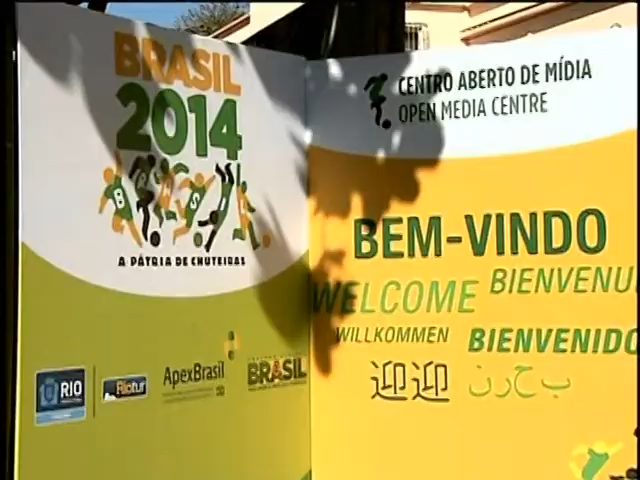 BRASIL
2014
BRASIL
A PÁTRIA DE CHUTEIRAS
RIO
Riotur
ApexBrasil
BRASIL
CENTRO ABERTO DE MÍDIA
OPEN MEDIA CENTRE
BEM-VINDO
BIENVENU
WELCOME
WILLKOMMEN
BIENVENIDO
迎迎
ن ر ح ب